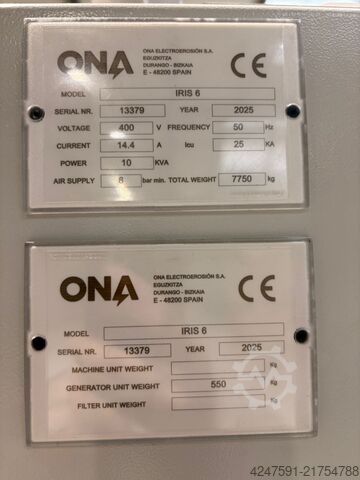 ONA
ONA ELECTROEROSIÓN S.A.
EGUZKITZA
DURANGO - BIZKAIA
E - 48200 SPAIN
CE
MODEL IRIS 6
SERIAL NR. 13379 YEAR 2025
VOLTAGE 400 V FREQUENCY 50 Hz
CURRENT 14.4 A Icu 25 KA
POWER 10 KVA
AIR SUPPLY 6 bar min. TOTAL WEIGHT 7750 kg
ONA
ONA ELECTROEROSIÓN S.A.
EGUZKITZA
DURANGO - BIZKAIA
E - 48200 SPAIN
CE
MODEL IRIS 6
SERIAL NR. 13379 YEAR 2025
MACHINE UNIT WEIGHT Kg
GENERATOR UNIT WEIGHT 550 Kg
FILTER UNIT WEIGHT Kg
4247591-21754788